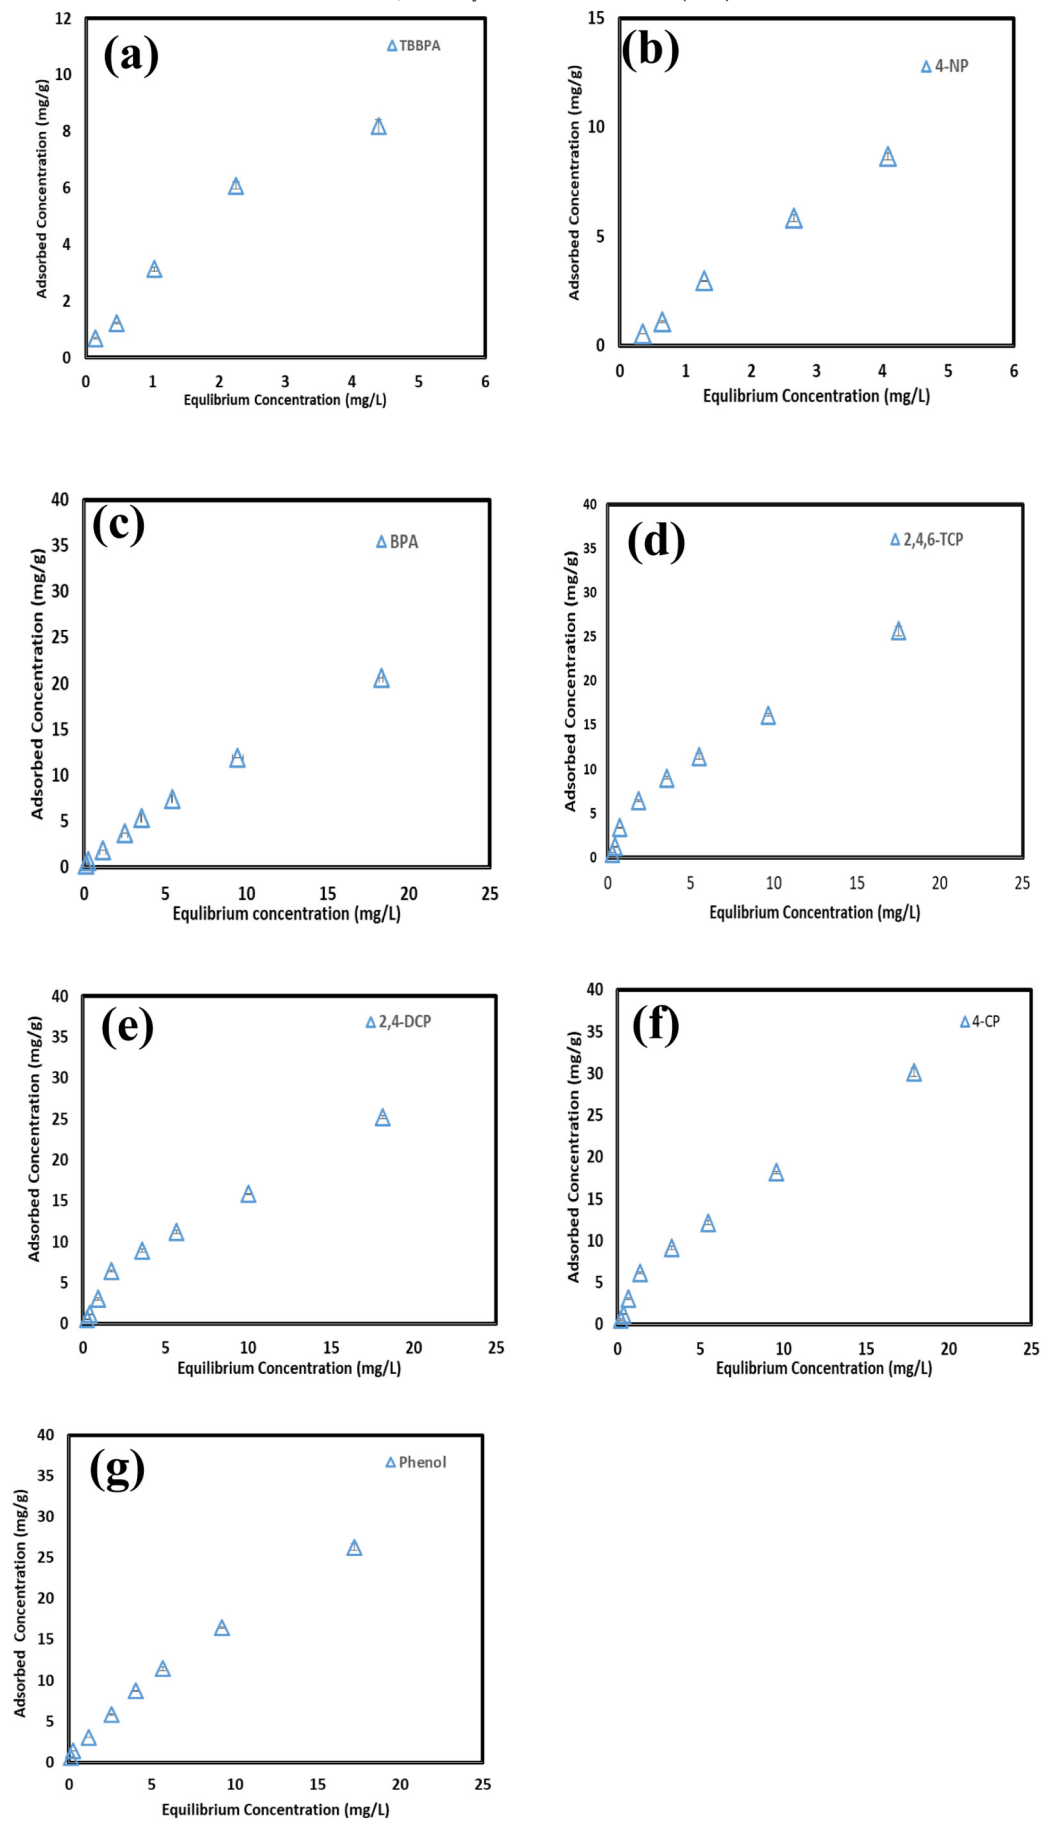 (a)
TBBPA
Adsorbed Concentration (mg/g)
12
10
8
6
4
2
0
0 1 2 3 4 5 6
Equlibrium Concentration (mg/L)
(b)
4-NP
Adsorbed Concentration (mg/g)
15
10
5
0
0 1 2 3 4 5 6
Equlibrium Concentration (mg/L)
(c)
BPA
Adsorbed Concentration (mg/g)
40
35
30
25
20
15
10
5
0
0 5 10 15 20 25
Equlibrium concentration (mg/L)
(d)
2,4,6-TCP
Adsorbed Concentration (mg/g)
40
35
30
25
20
15
10
5
0
0 5 10 15 20 25
Equlibrium Concentration (mg/L)
(e)
2,4-DCP
Adsorbed Concentration (mg/g)
40
35
30
25
20
15
10
5
0
0 5 10 15 20 25
Equilibrium Concentration (mg/L)
(f)
4-CP
Adsorbed Concentration (mg/g)
40
35
30
25
20
15
10
5
0
0 5 10 15 20 25
Equilibrium Concentration (mg/L)
(g)
Phenol
Adsorbed Concentration (mg/g)
40
35
30
25
20
15
10
5
0
0 5 10 15 20 25
Equilibrium Concentration (mg/L)